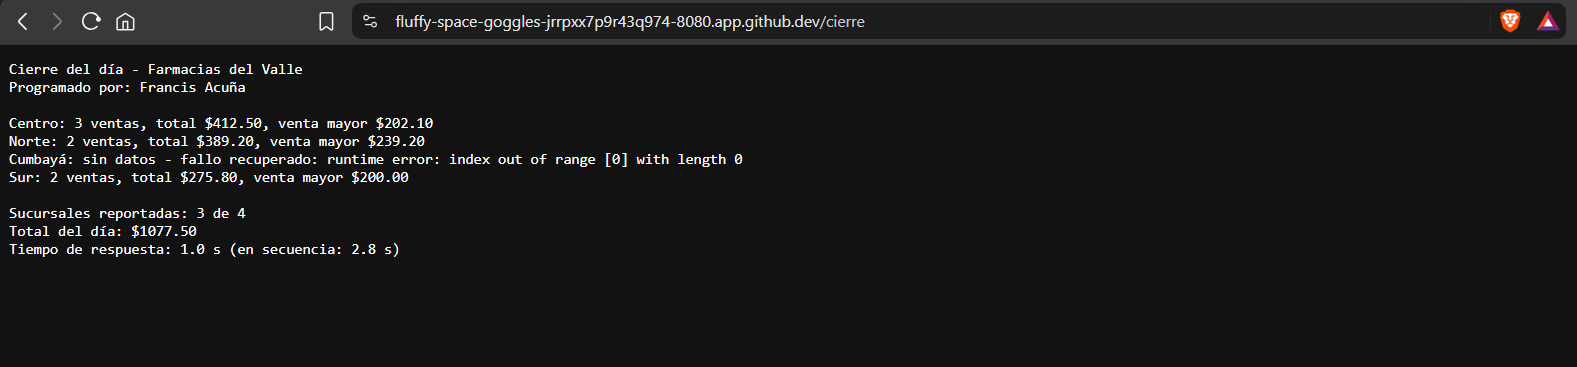 fluffy-space-goggles-jrrpxx7p9r43q974-8080.app.github.dev/cierre
Cierre del día - Farmacias del Valle
Programado por: Francis Acuña
Centro: 3 ventas, total $412.50, venta mayor $202.10
Norte: 2 ventas, total $389.20, venta mayor $239.20
Cumbayá: sin datos - fallo recuperado: runtime error: index out of range [0] with length 0
Sur: 2 ventas, total $275.80, venta mayor $200.00
Sucursales reportadas: 3 de 4
Total del día: $1077.50
Tiempo de respuesta: 1.0 s (en secuencia: 2.8 s)